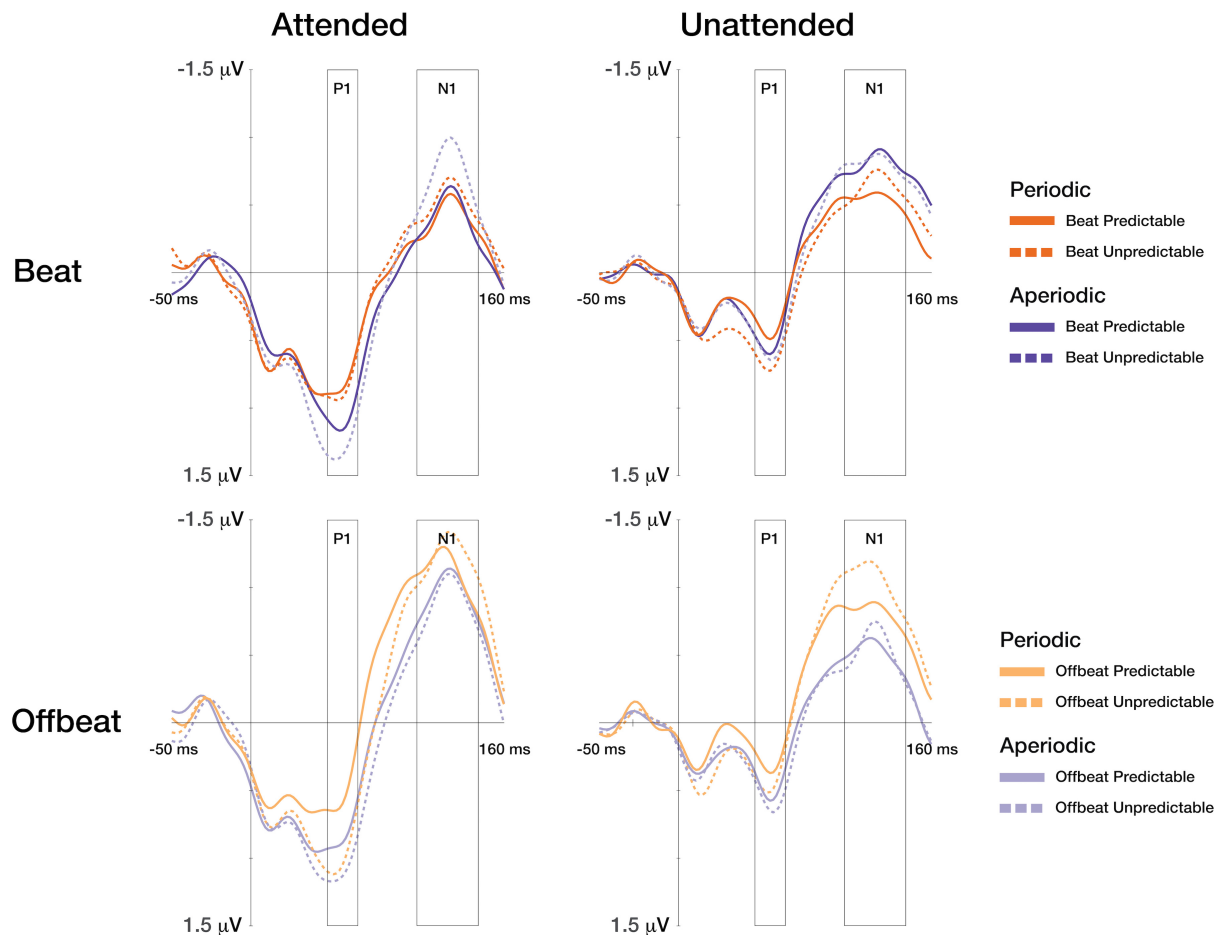 Attended
Unattended
-1.5 μV
P1
N1
-1.5 μV
P1
N1
Periodic
Beat Predictable
Beat Unpredictable
Beat
-50 ms
160 ms
-50 ms
160 ms
Aperiodic
Beat Predictable
Beat Unpredictable
1.5 μV
1.5 μV
-1.5 μV
P1
N1
-1.5 μV
P1
N1
Periodic
Offbeat Predictable
Offbeat Unpredictable
Offbeat
-50 ms
160 ms
-50 ms
160 ms
Aperiodic
Offbeat Predictable
Offbeat Unpredictable
1.5 μV
1.5 μV